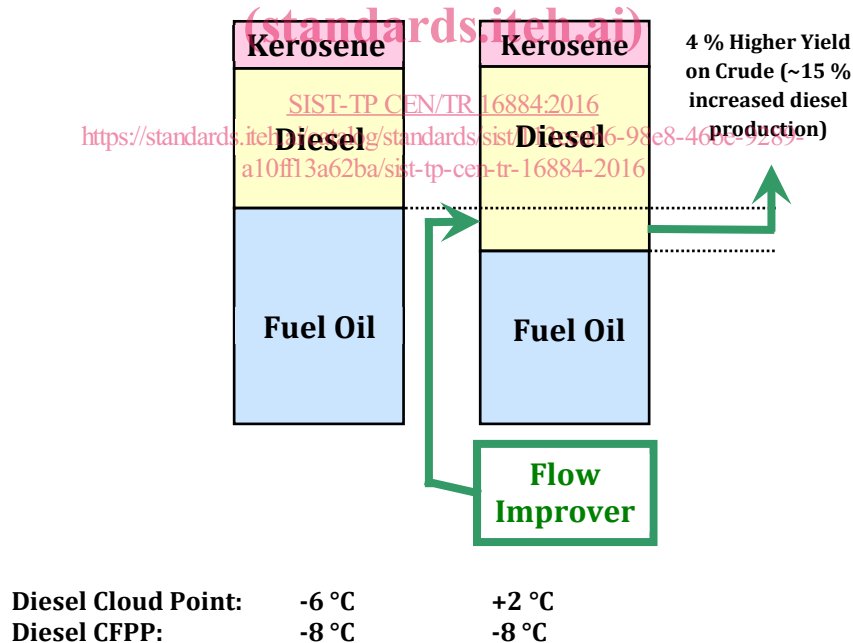 (standards.iteh.ai)
Kerosene
Kerosene
4 % Higher Yield
on Crude (~15 %
increased diesel
production)
SIST-TP CEN/TR 16884:2016
Diesel
Diesel
a10ff13a62ba/sist-tp-cen-tr-16884-2016
Fuel Oil
Fuel Oil
Flow
Improver
Diesel Cloud Point: -6 °C +2 °C
Diesel CFPP: -8 °C -8 °C